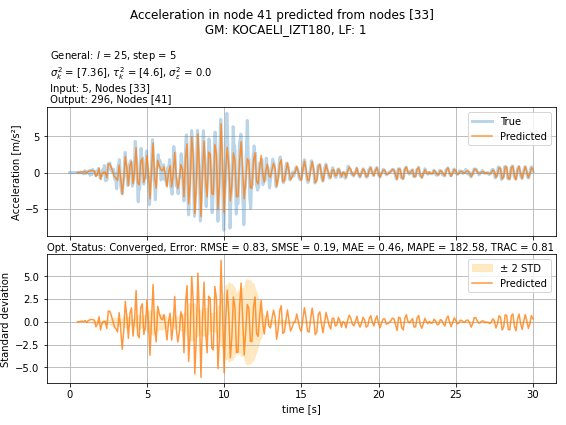 Acceleration in node 41 predicted from nodes [33]
GM: KOCAELI_IZT180, LF: 1
General: l = 25, step = 5
σ²ₖ = [7.36], τ²ₖ = [4.6], σ²ε = 0.0
Input: 5, Nodes [33]
Output: 296, Nodes [41]
Acceleration [m/s²]
5
0
−5
True
Predicted
Opt. Status: Converged, Error: RMSE = 0.83, SMSE = 0.19, MAE = 0.46, MAPE = 182.58, TRAC = 0.81
Standard deviation
5.0
2.5
0.0
−2.5
−5.0
± 2 STD
Predicted
0 5 10 15 20 25 30
time [s]